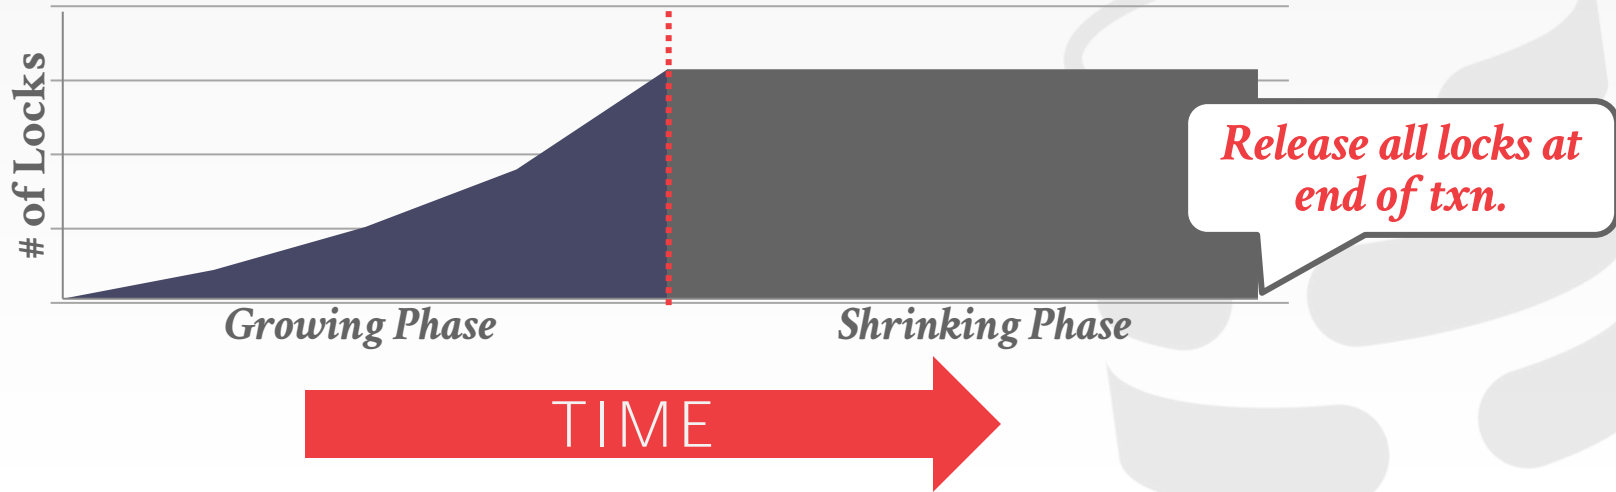 # of Locks
Release all locks at
end of txn.
Growing Phase
Shrinking Phase
TIME